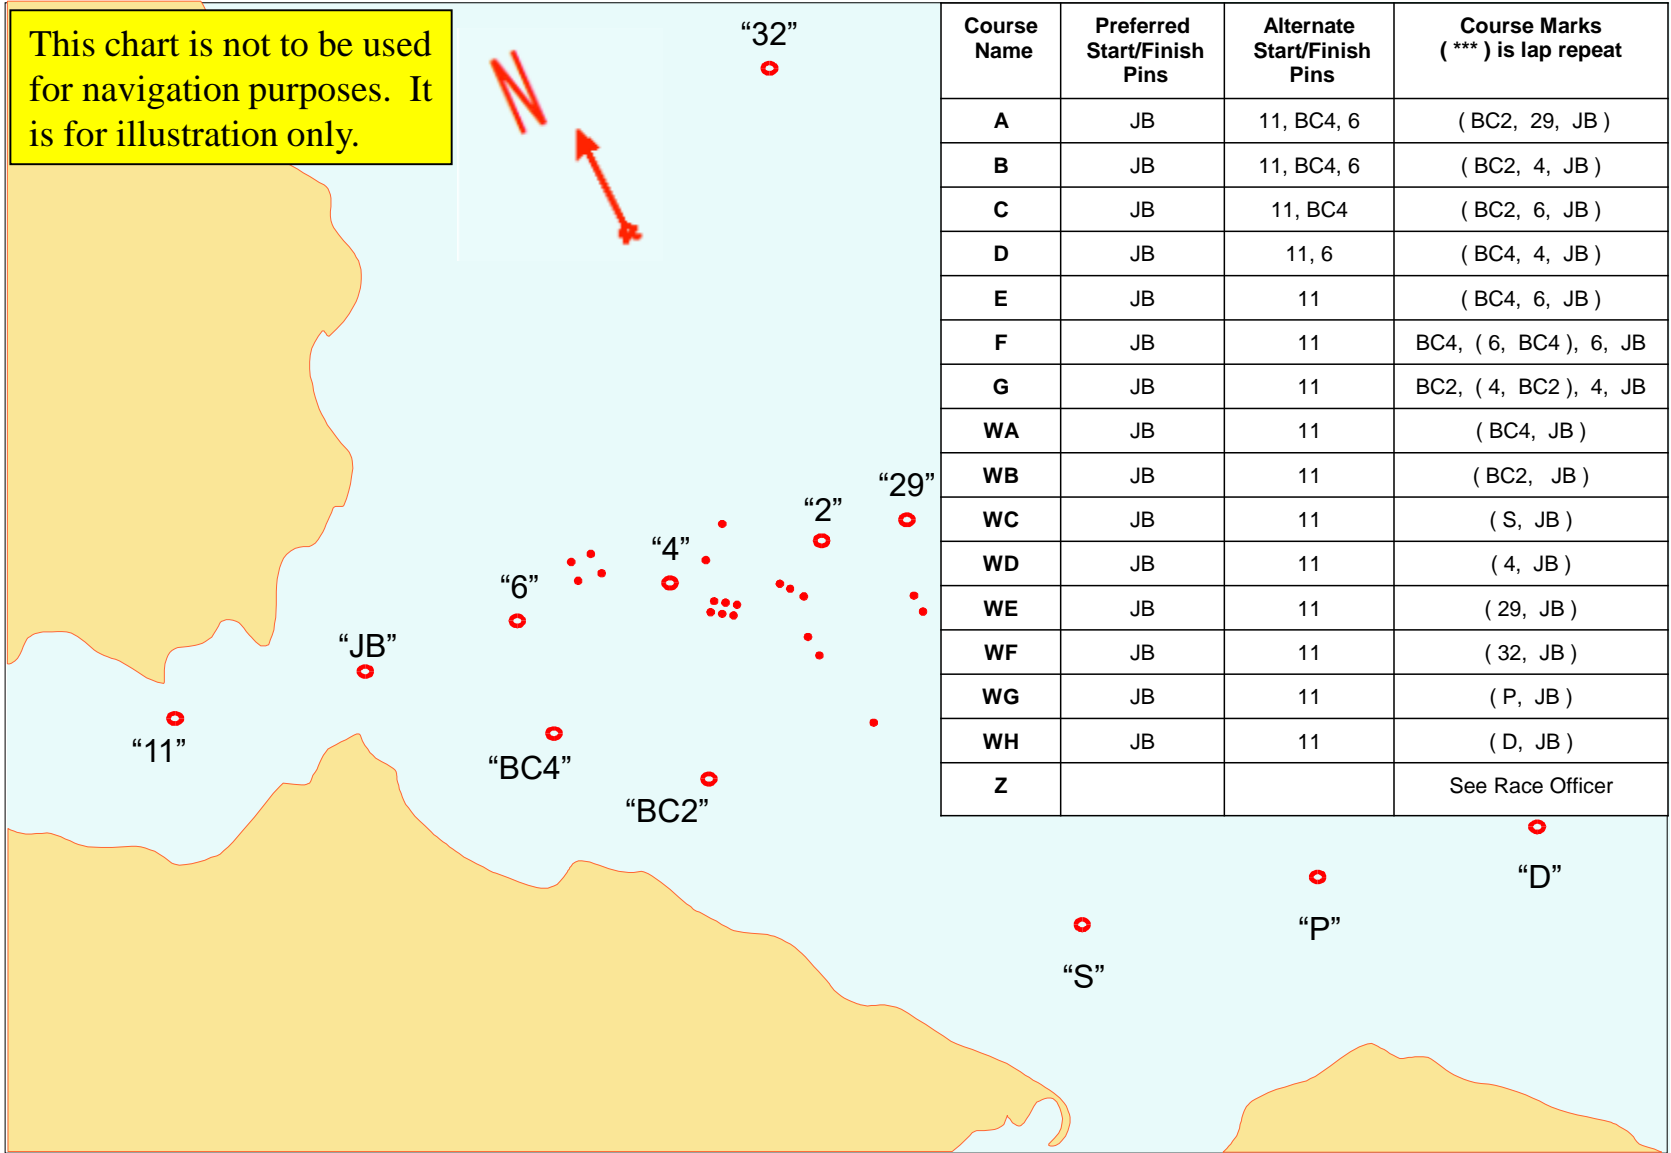 This chart is not to be used
for navigation purposes. It
is for illustration only.
N
“32”
“29”
“2”
“4”
“6”
“JB”
“11”
“BC4”
“BC2”
“D”
“P”
“S”
Course Name Preferred Start/Finish Pins Alternate Start/Finish Pins Course Marks ( *** ) is lap repeat
A JB 11, BC4, 6 ( BC2, 29, JB )
B JB 11, BC4, 6 ( BC2, 4, JB )
C JB 11, BC4 ( BC2, 6, JB )
D JB 11, 6 ( BC4, 4, JB )
E JB 11 ( BC4, 6, JB )
F JB 11 BC4, ( 6, BC4 ), 6, JB
G JB 11 BC2, ( 4, BC2 ), 4, JB
WA JB 11 ( BC4, JB )
WB JB 11 ( BC2, JB )
WC JB 11 ( S, JB )
WD JB 11 ( 4, JB )
WE JB 11 ( 29, JB )
WF JB 11 ( 32, JB )
WG JB 11 ( P, JB )
WH JB 11 ( D, JB )
Z See Race Officer